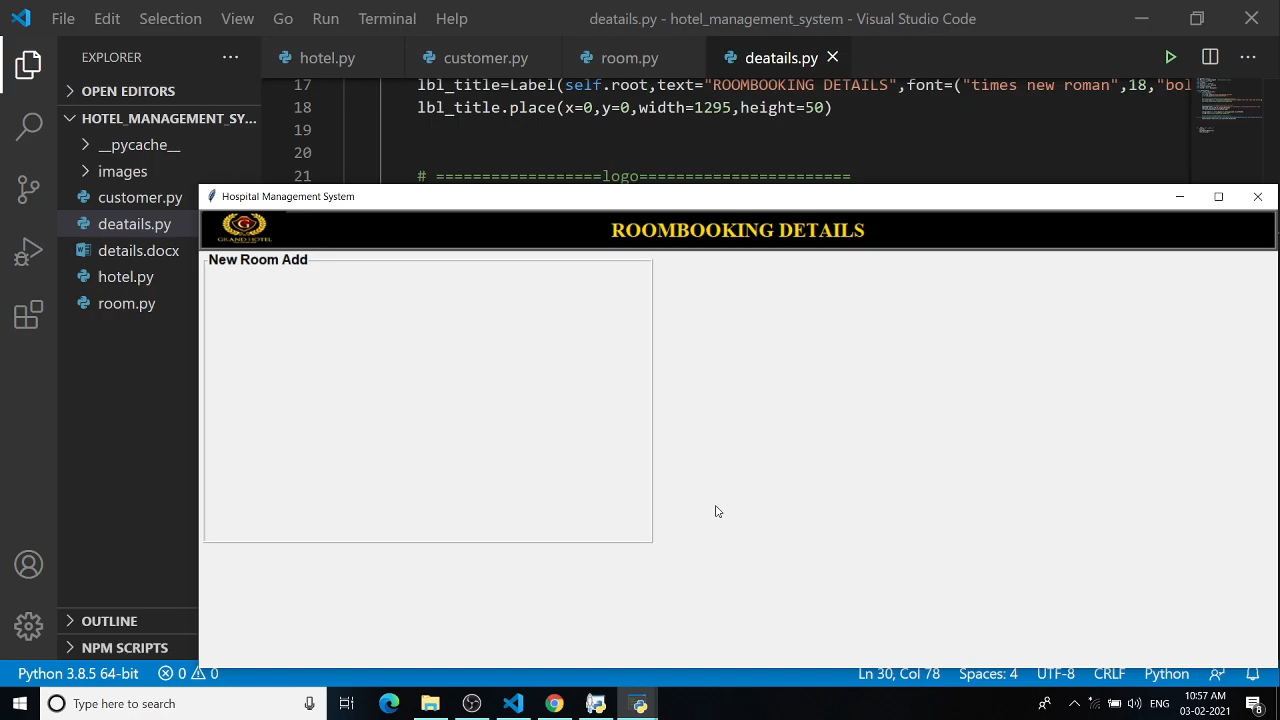 File Edit Selection View Go Run Terminal Help
deatails.py - hotel_management_system - Visual Studio Code
EXPLORER
hotel.py customer.py room.py deatails.py
OPEN EDITORS
HOTEL_MANAGEMENT_SY...
__pycache__
images
customer.py
deatails.py
details.docx
hotel.py
room.py
OUTLINE
NPM SCRIPTS
17 lbl_title=Label(self.root,text="ROOMBOOKING DETAILS",font=("times new roman",18,"bol
18 lbl_title.place(x=0,y=0,width=1295,height=50)
19
20
21 # ==================logo=======================
Hospital Management System
G
GRAND HOTEL
ROOMBOOKING DETAILS
New Room Add
Python 3.8.5 64-bit 0 0 Ln 30, Col 78 Spaces: 4 UTF-8 CRLF Python
Type here to search
ENG
10:57 AM
03-02-2021
8